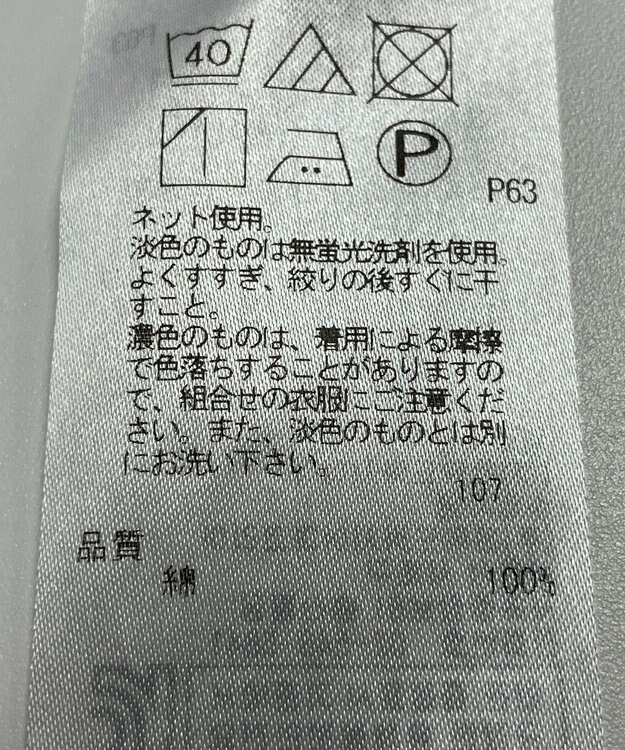 40
P
P63
ネット使用。
淡色のものは無蛍光洗剤を使用。
よくすすぎ、絞りの後すぐに干
すこと。
濃色のものは、着用による摩擦
で色落ちすることがありますの
で、組合せの衣服にご注意くだ
さい。また、淡色のものとは別
にお洗い下さい。
107
品質
綿 100%